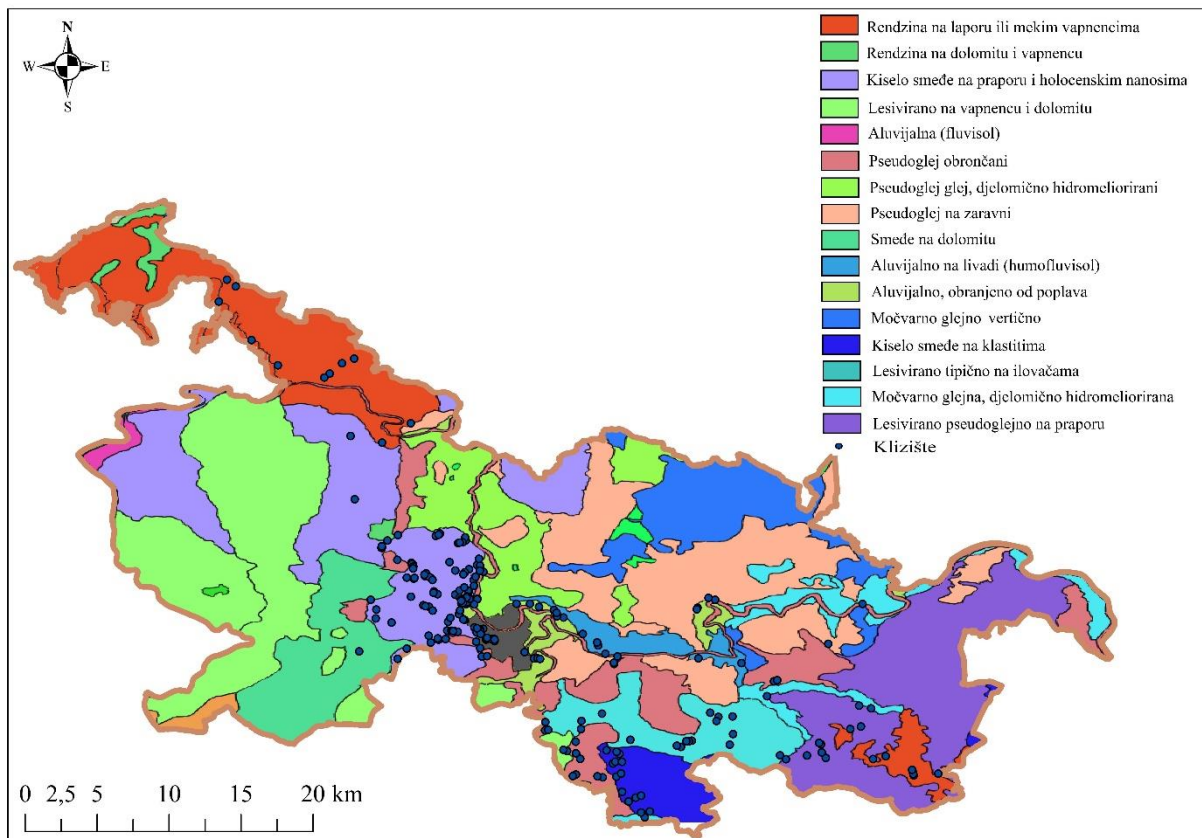 N
W E
S
Rendzina na laporu ili mekim vapnencima
Rendzina na dolomitu i vapnencu
Kiselo smeđe na praporu i holocenskim nanosima
Lesivirano na vapnencu i dolomitu
Aluvijalna (fluvisol)
Pseudoglej obrončani
Pseudoglej glej, djelomično hidromeliorirani
Pseudoglej na zaravni
Smeđe na dolomitu
Aluvijalno na livadi (humofluvisol)
Aluvijalno, obranjeno od poplava
Močvarno glejno vertično
Kiselo smeđe na klastitima
Lesivirano tipično na ilovačama
Močvarno glejna, djelomično hidromeliorirana
Lesivirano pseudoglejno na praporu
Klizište
0 2,5 5 10 15 20 km